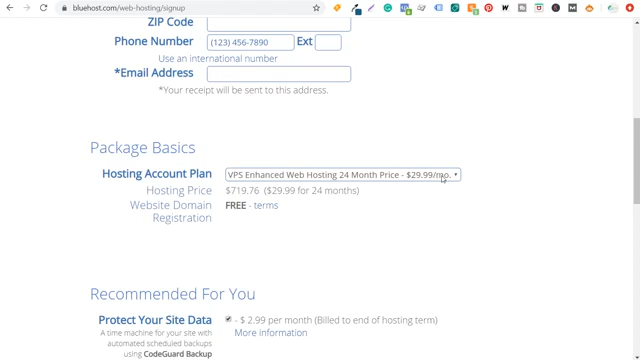 bluehost.com/web-hosting/signup
ZIP Code
Phone Number (123) 456-7890 Ext
Use an international number
*Email Address
*Your receipt will be sent to this address.
Package Basics
Hosting Account Plan VPS Enhanced Web Hosting 24 Month Price - $29.99/mo.
Hosting Price $719.76 ($29.99 for 24 months)
Website Domain FREE - terms
Registration
Recommended For You
Protect Your Site Data - $ 2.99 per month (Billed to end of hosting term)
A time machine for your site with More information
automated scheduled backups
using CodeGuard Backup